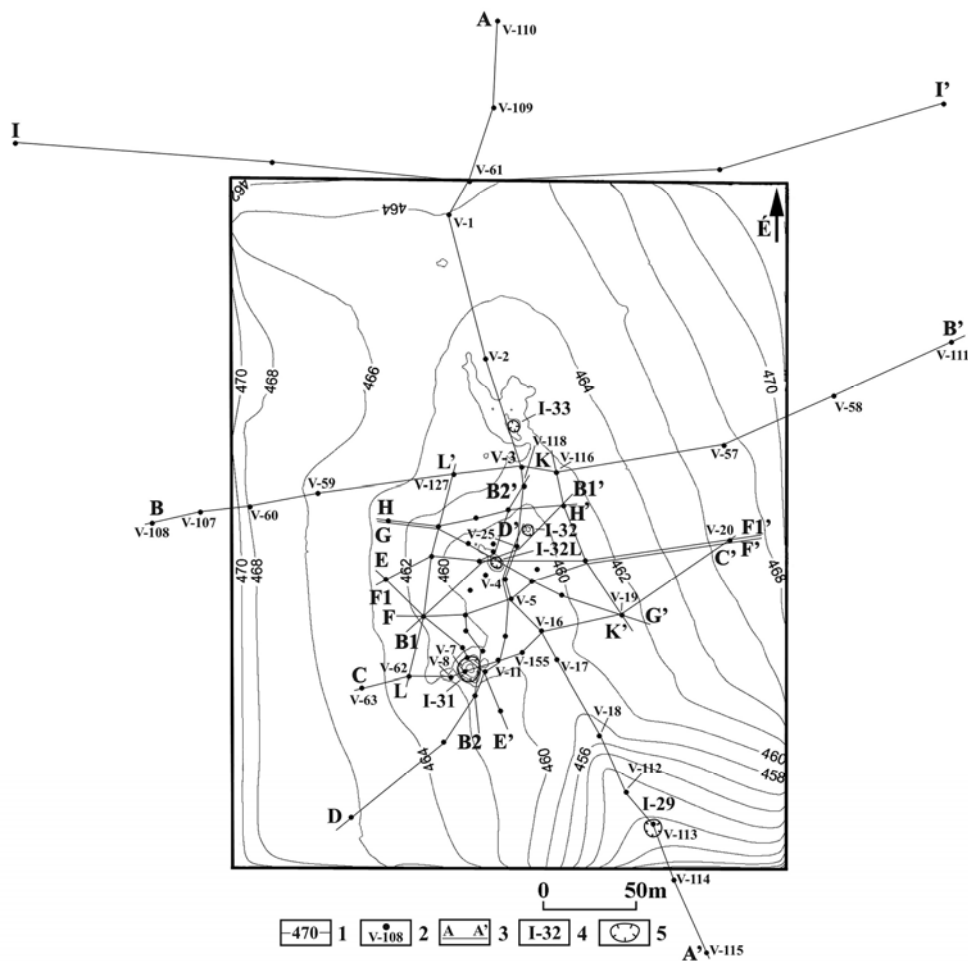 A
V-110
I'
V-109
I
V-61
462
464
V-1
É
B'
V-111
470
468
466
V-2
464
470
V-58
I-33
V-118
V-3
K
V-116
V-57
L'
V-127
V-59
B2'
B1'
B
V-60
V-107
V-108
H
H'
G
V-25
D'
I-32
V-20
F1'
I-32L
C'
F'
E
462
460
460
462
468
470
468
F1
V-4
V-19
F
V-5
G'
B1
V-16
K'
V-7
V-62
V-8
V-155
C
V-11
V-17
V-63
L
I-31
V-18
B2
E'
464
460
456
460
458
V-112
D
I-29
V-113
0
50m
V-114
470
1
V-108
2
A
A'
3
I-32
4
5
A'
V-115